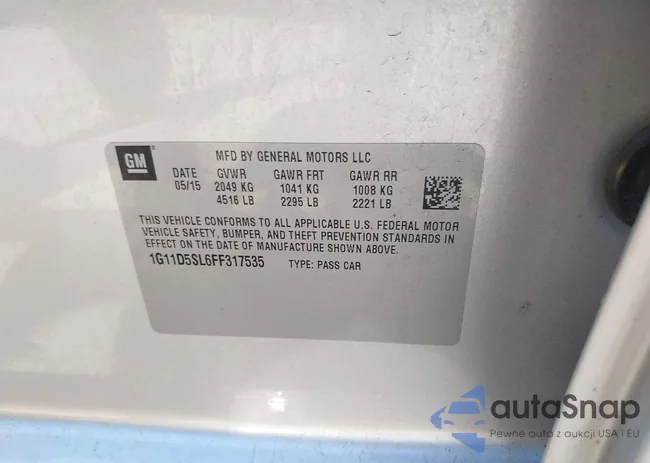 GM
MFD BY GENERAL MOTORS LLC
DATE GVWR GAWR FRT GAWR RR
05/15 2049 KG 1041 KG 1008 KG
4516 LB 2295 LB 2221 LB
THIS VEHICLE CONFORMS TO ALL APPLICABLE U.S. FEDERAL MOTOR
VEHICLE SAFETY, BUMPER, AND THEFT PREVENTION STANDARDS IN
EFFECT ON THE DATE OF MANUFACTURE SHOWN ABOVE.
1G11D5SL6FF317535 TYPE: PASS CAR
autoSnap
Pewne auto z aukcji USA i EU